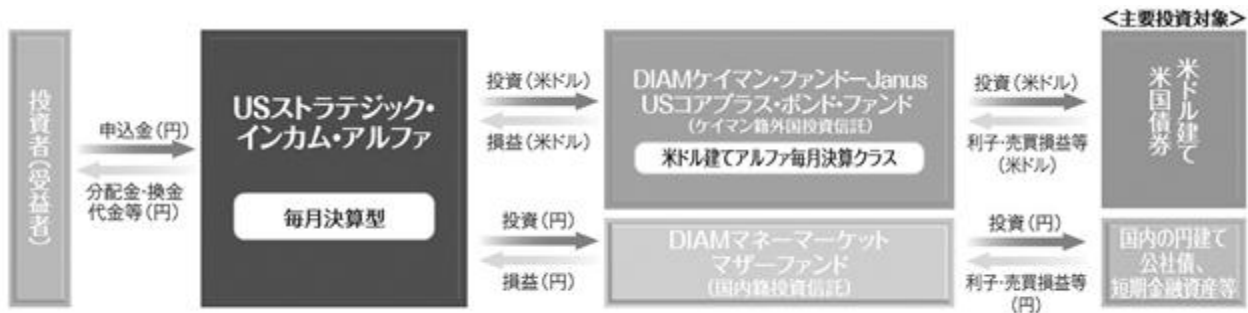 <主要投資対象>
投資者(受益者)
申込金(円)
分配金・換金
代金等(円)
USストラテジック・
インカム・アルファ
毎月決算型
投資(米ドル)
損益(米ドル)
投資(円)
損益(円)
DIAMケイマン・ファンドーJanus
USコアプラス・ボンド・ファンド
(ケイマン籍外国投資信託)
米ドル建てアルファ毎月決算クラス
DIAMマネーマーケット
マザーファンド
(国内籍投資信託)
投資(米ドル)
利子・売買損益等
(米ドル)
投資(円)
利子・売買損益等
(円)
米ドル建て
米国債券
国内の円建て
公社債、
短期金融資産等